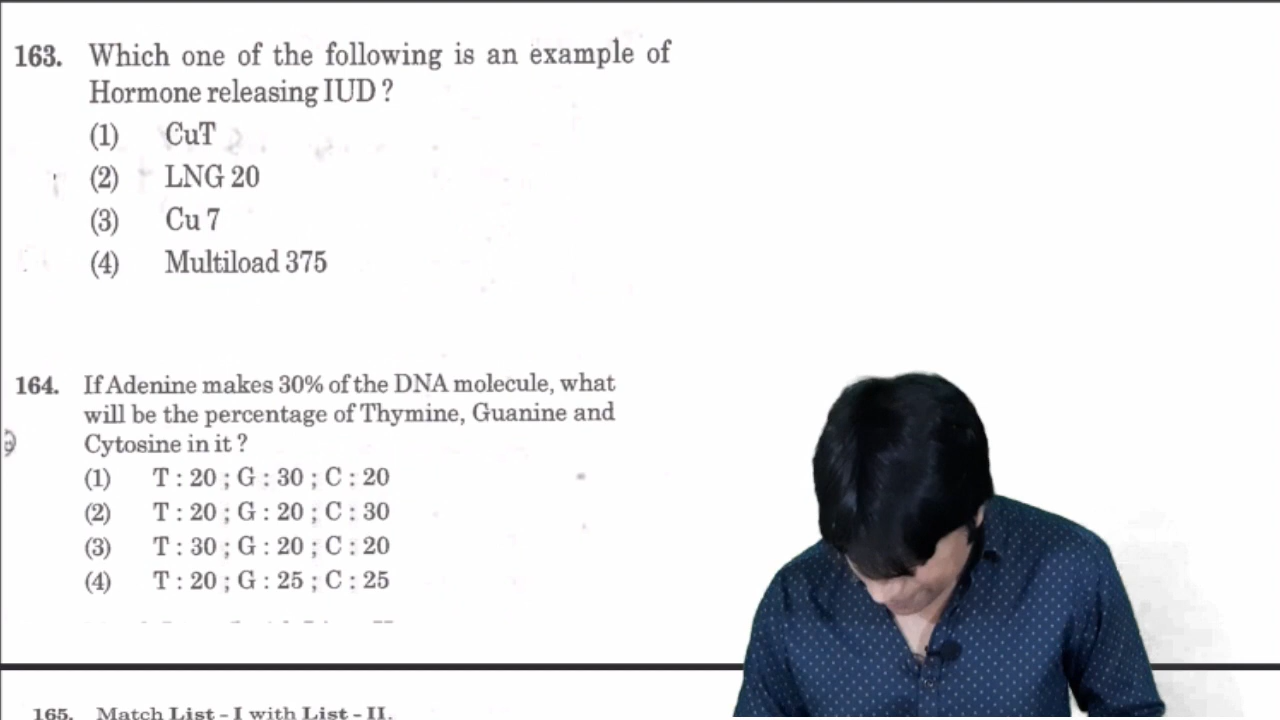 163. Which one of the following is an example of
Hormone releasing IUD ?
(1) CuT
(2) LNG 20
(3) Cu 7
(4) Multiload 375
164. If Adenine makes 30% of the DNA molecule, what
will be the percentage of Thymine, Guanine and
Cytosine in it ?
(1) T : 20 ; G : 30 ; C : 20
(2) T : 20 ; G : 20 ; C : 30
(3) T : 30 ; G : 20 ; C : 20
(4) T : 20 ; G : 25 ; C : 25
165. Match List - I with List - II.